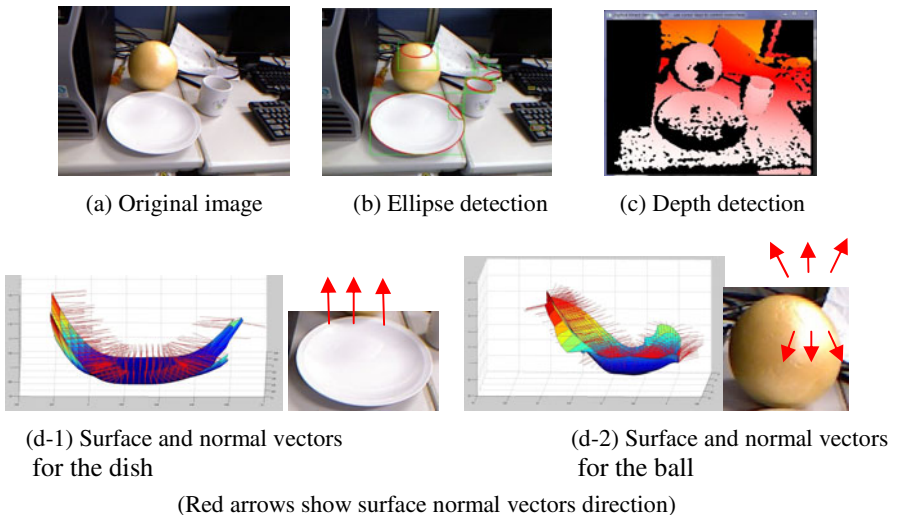 (a) Original image
(b) Ellipse detection
(c) Depth detection
(d-1) Surface and normal vectors
for the dish
(d-2) Surface and normal vectors
for the ball
(Red arrows show surface normal vectors direction)